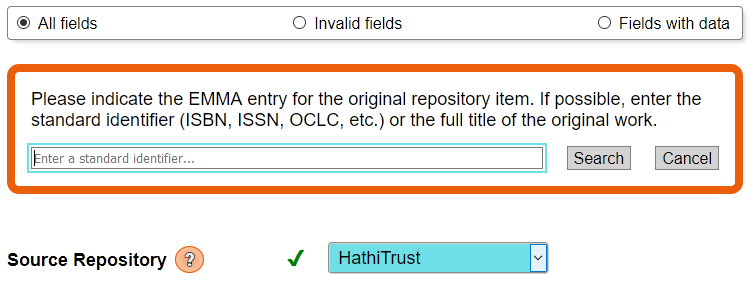 All fields Invalid fields Fields with data
Please indicate the EMMA entry for the original repository item. If possible, enter the
standard identifier (ISBN, ISSN, OCLC, etc.) or the full title of the original work.
Enter a standard identifier... Search Cancel
Source Repository ? HathiTrust